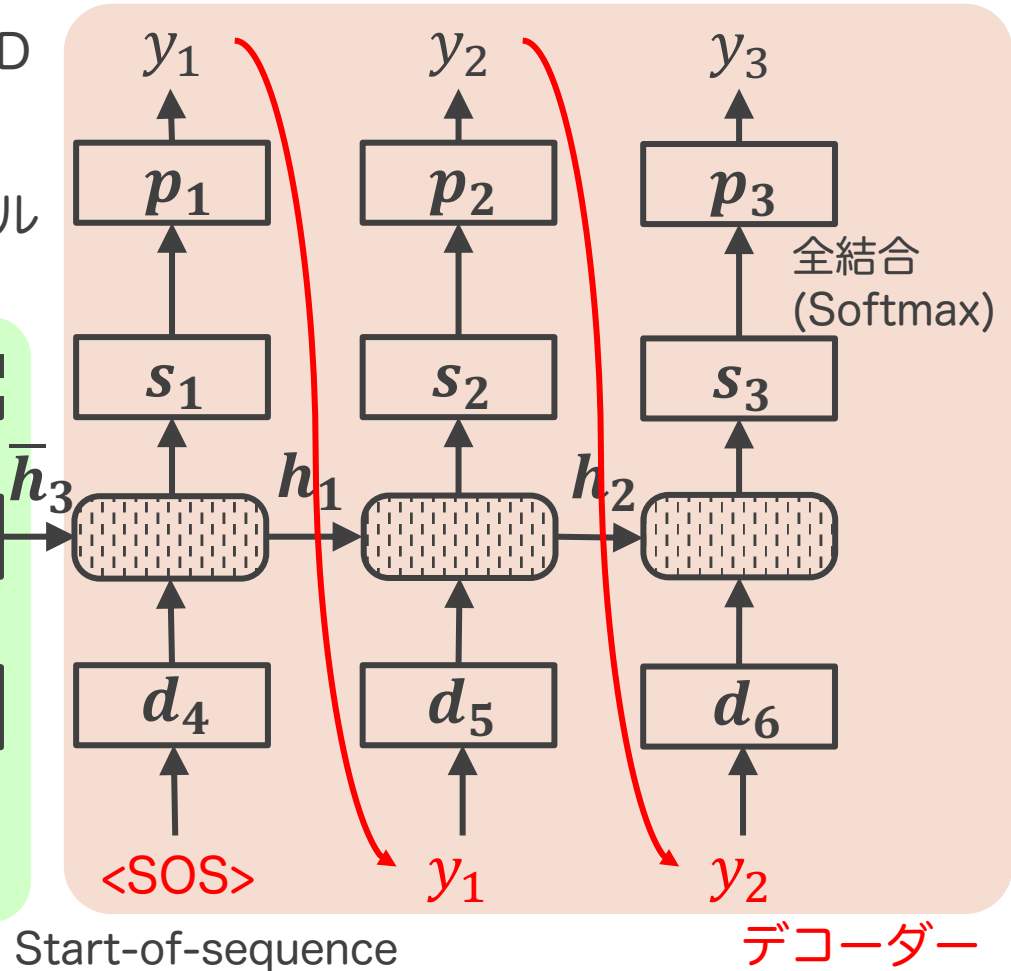 D
y₁ y₂ y₃
p₁ p₂ p₃
ル
全結合
(Softmax)
s₁ s₂ s₃
h̅₃ h₁ h₂
d₄ d₅ d₆
<SOS> y₁ y₂
Start-of-sequence
デコーダー